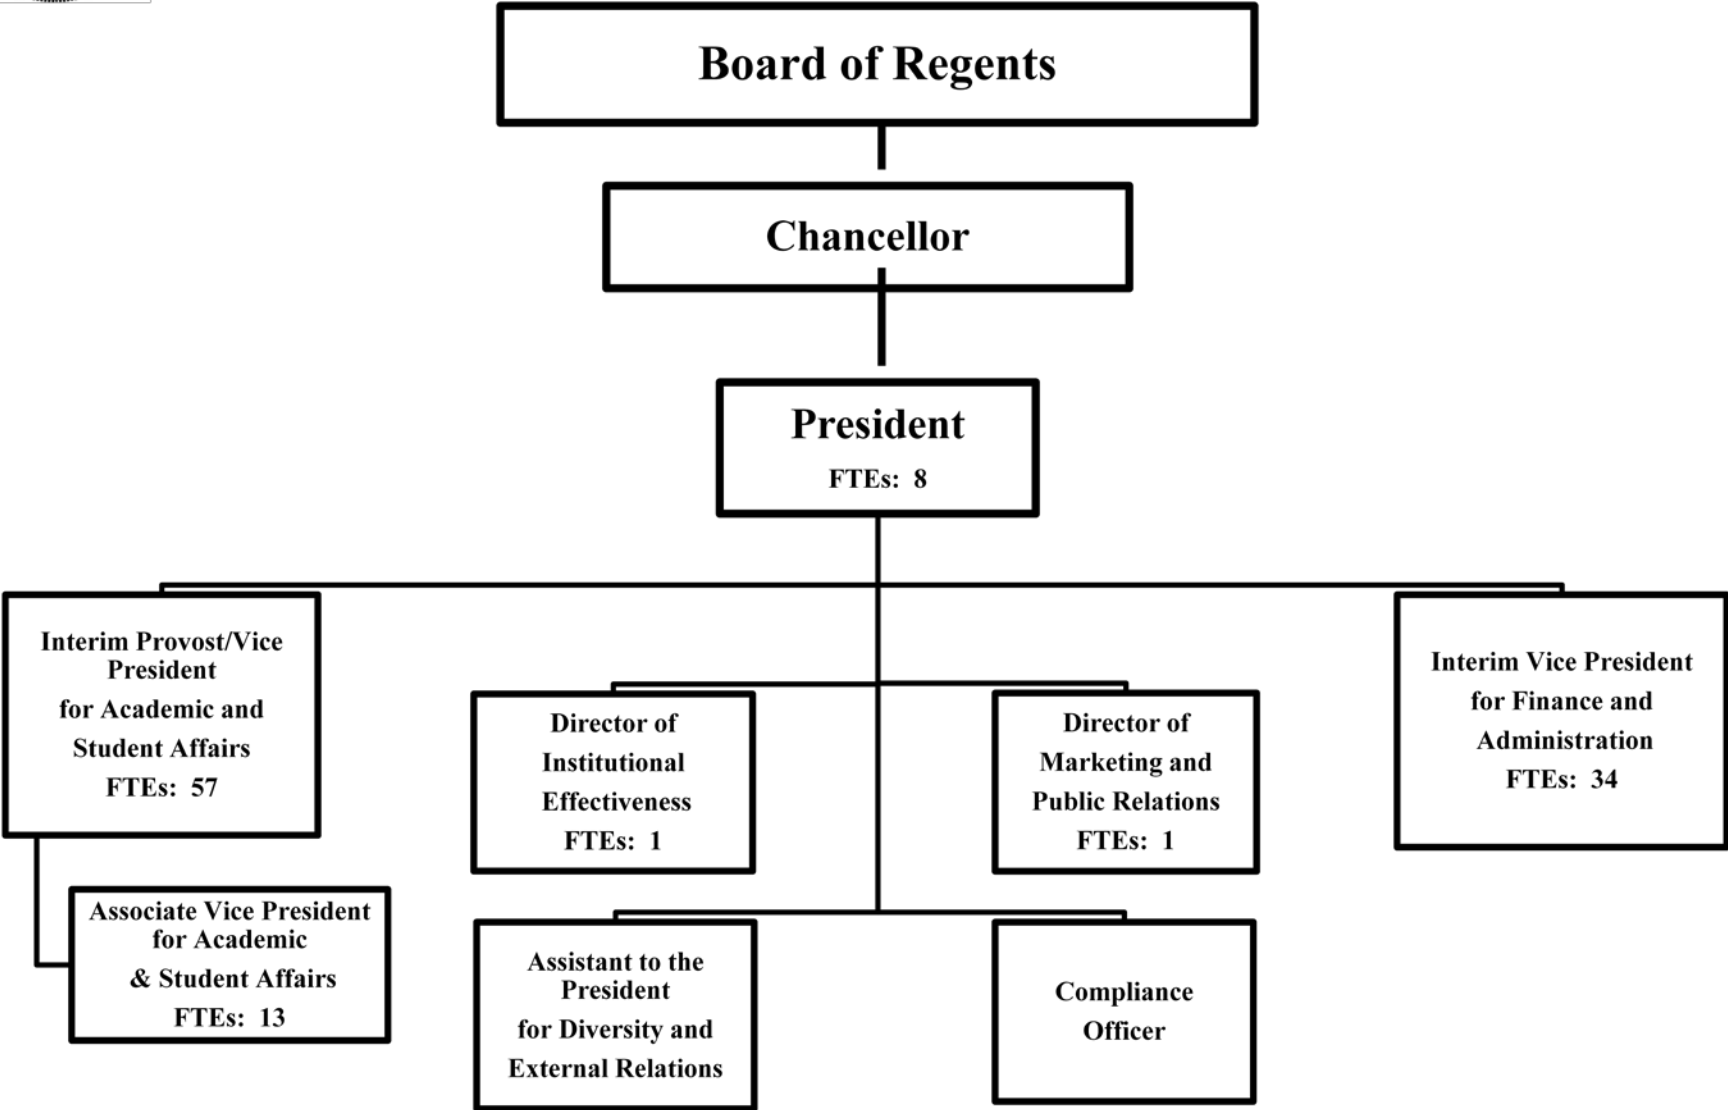 Board of Regents
Chancellor
President
FTEs: 8
Interim Provost/Vice
President
for Academic and
Student Affairs
FTEs: 57
Interim Vice President
for Finance and
Administration
FTEs: 34
Director of
Institutional
Effectiveness
FTEs: 1
Director of
Marketing and
Public Relations
FTEs: 1
Associate Vice President
for Academic
& Student Affairs
FTEs: 13
Assistant to the
President
for Diversity and
External Relations
Compliance
Officer